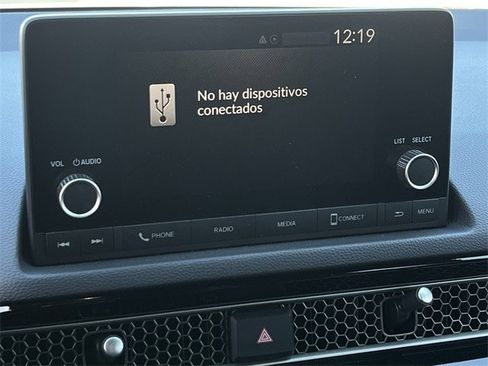 12:19
No hay dispositivos
conectados
VOL AUDIO LIST SELECT
PHONE RADIO MEDIA CONNECT MENU